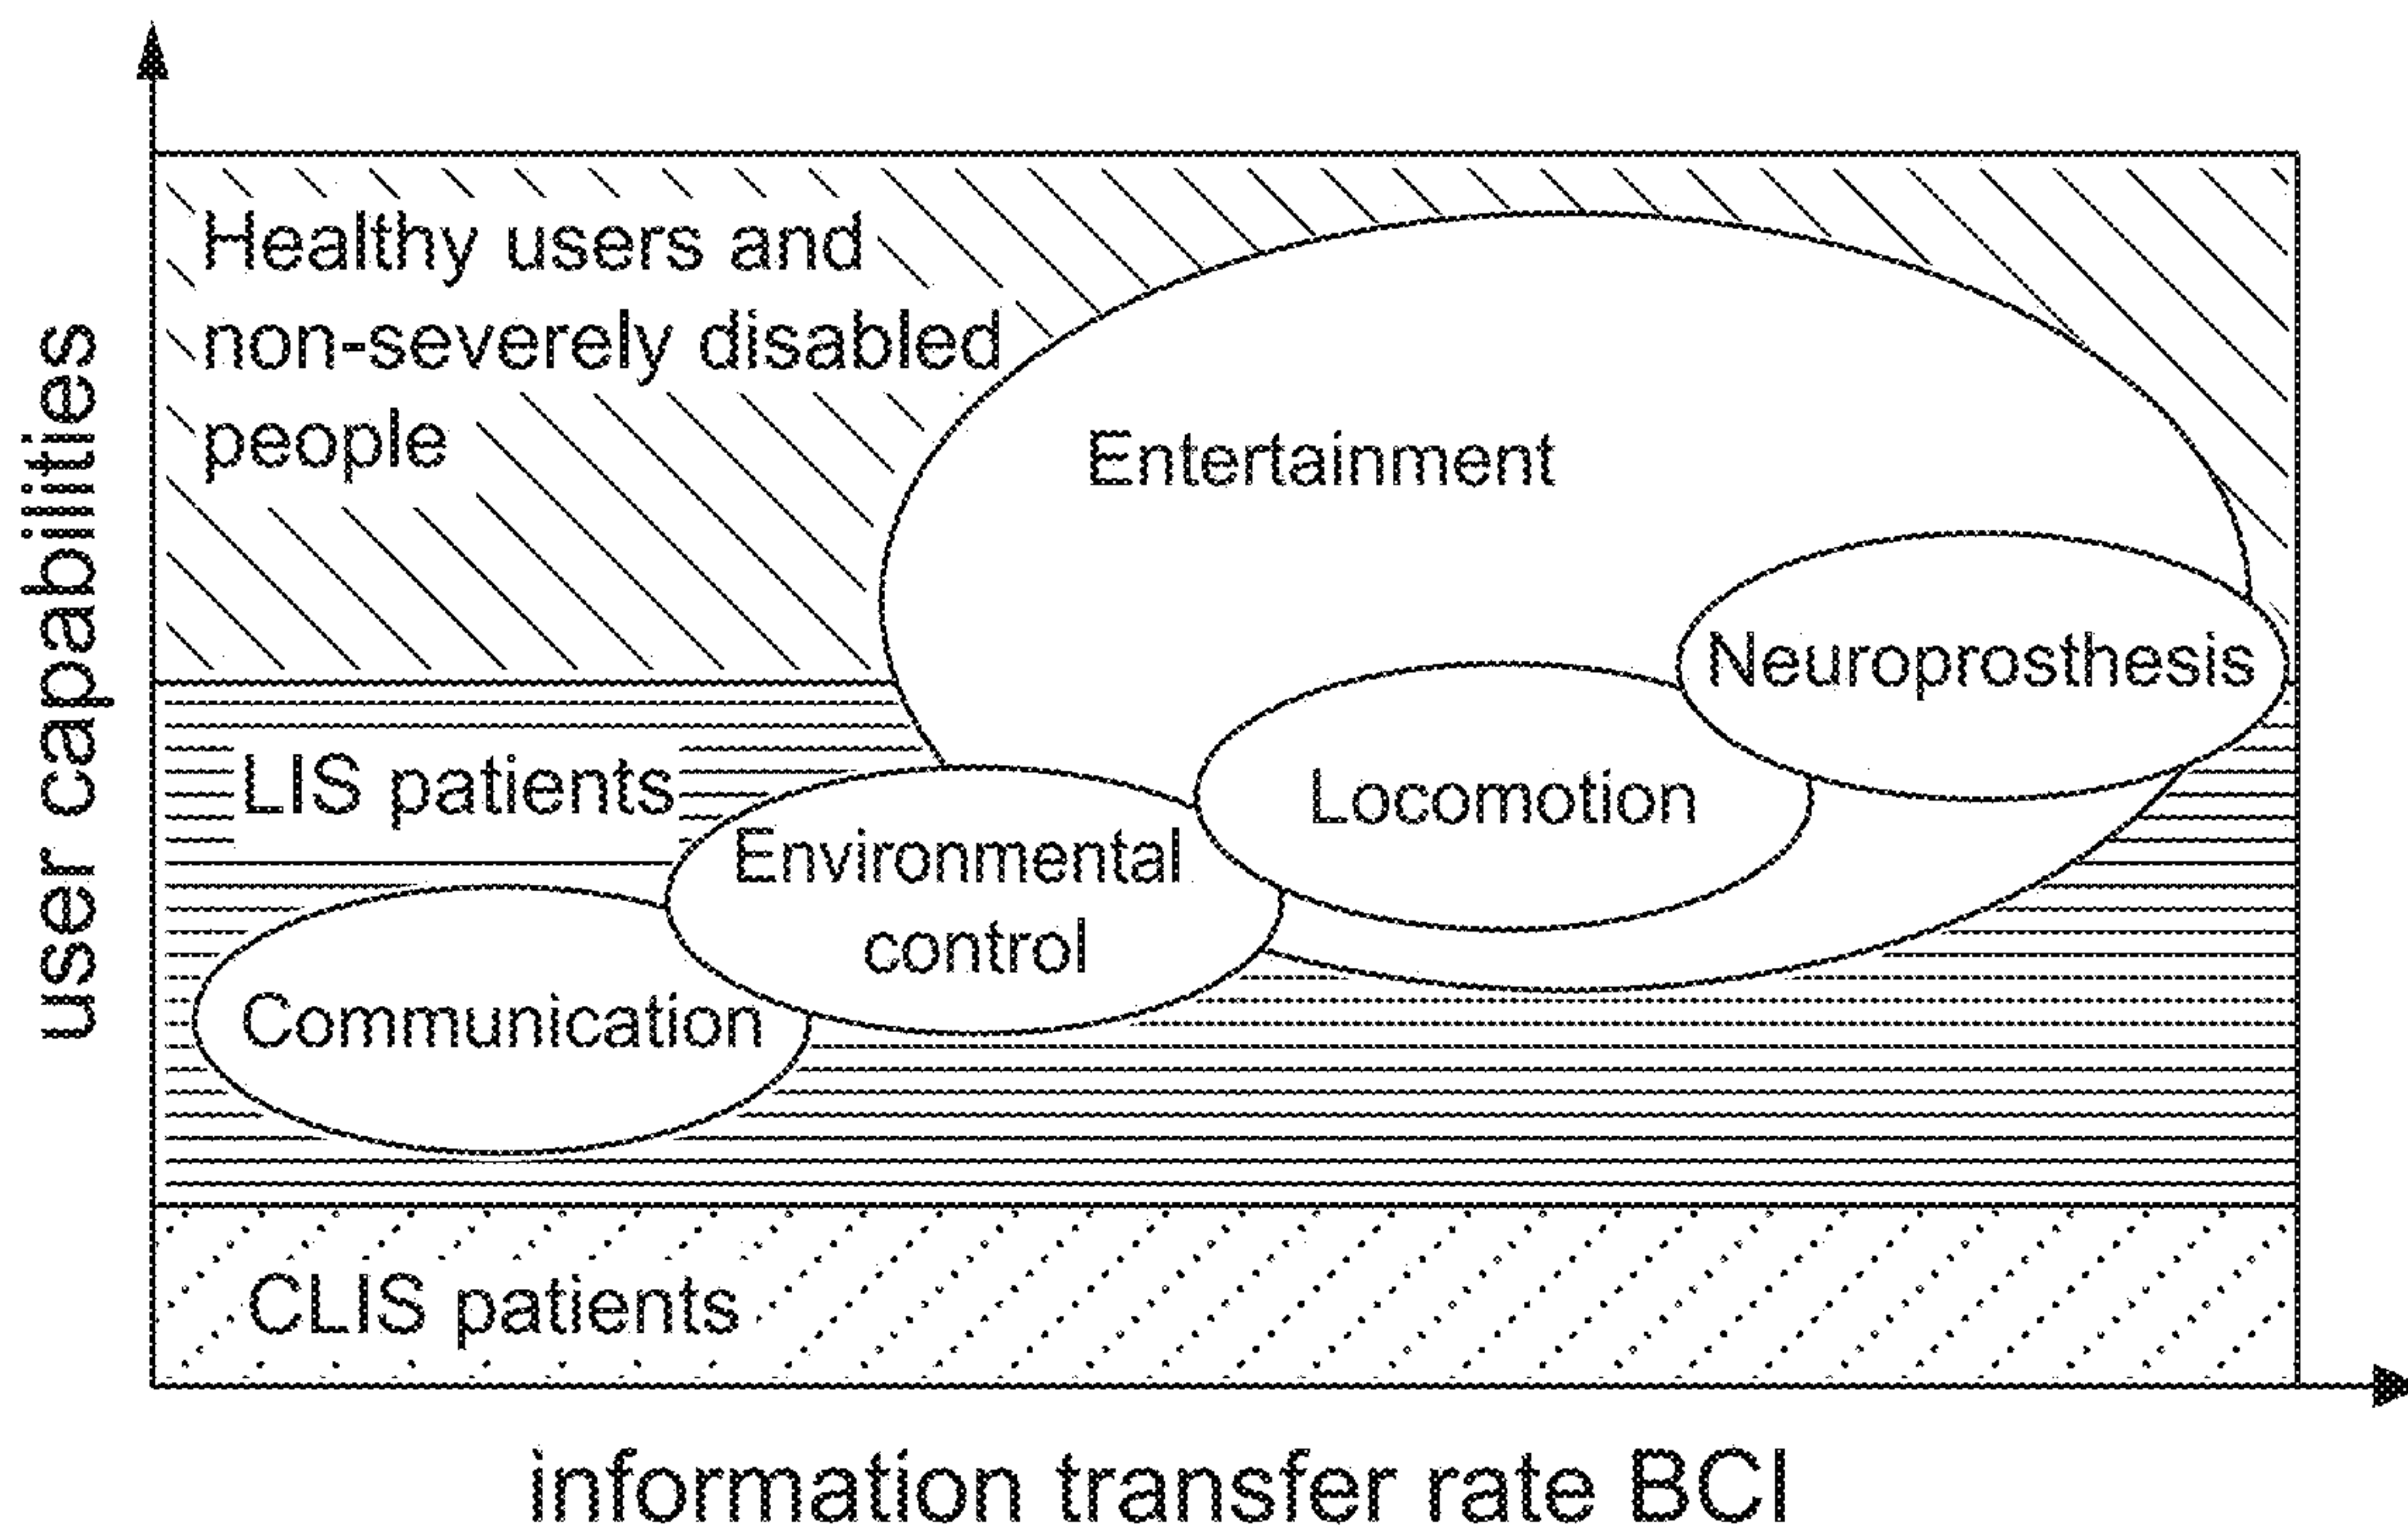 user capabilities
Healthy users and
non-severely disabled
people
Entertainment
Neuroprosthesis
LIS patients
Locomotion
Environmental
control
Communication
CLIS patients
information transfer rate BCI